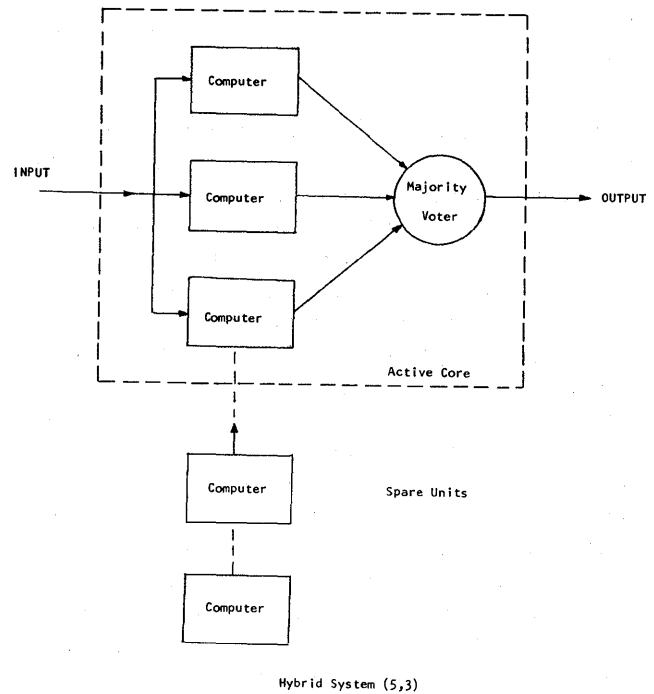 Computer
INPUT
Computer
Majority
Voter
OUTPUT
Computer
Active Core
Computer
Spare Units
Computer
Hybrid System (5,3)